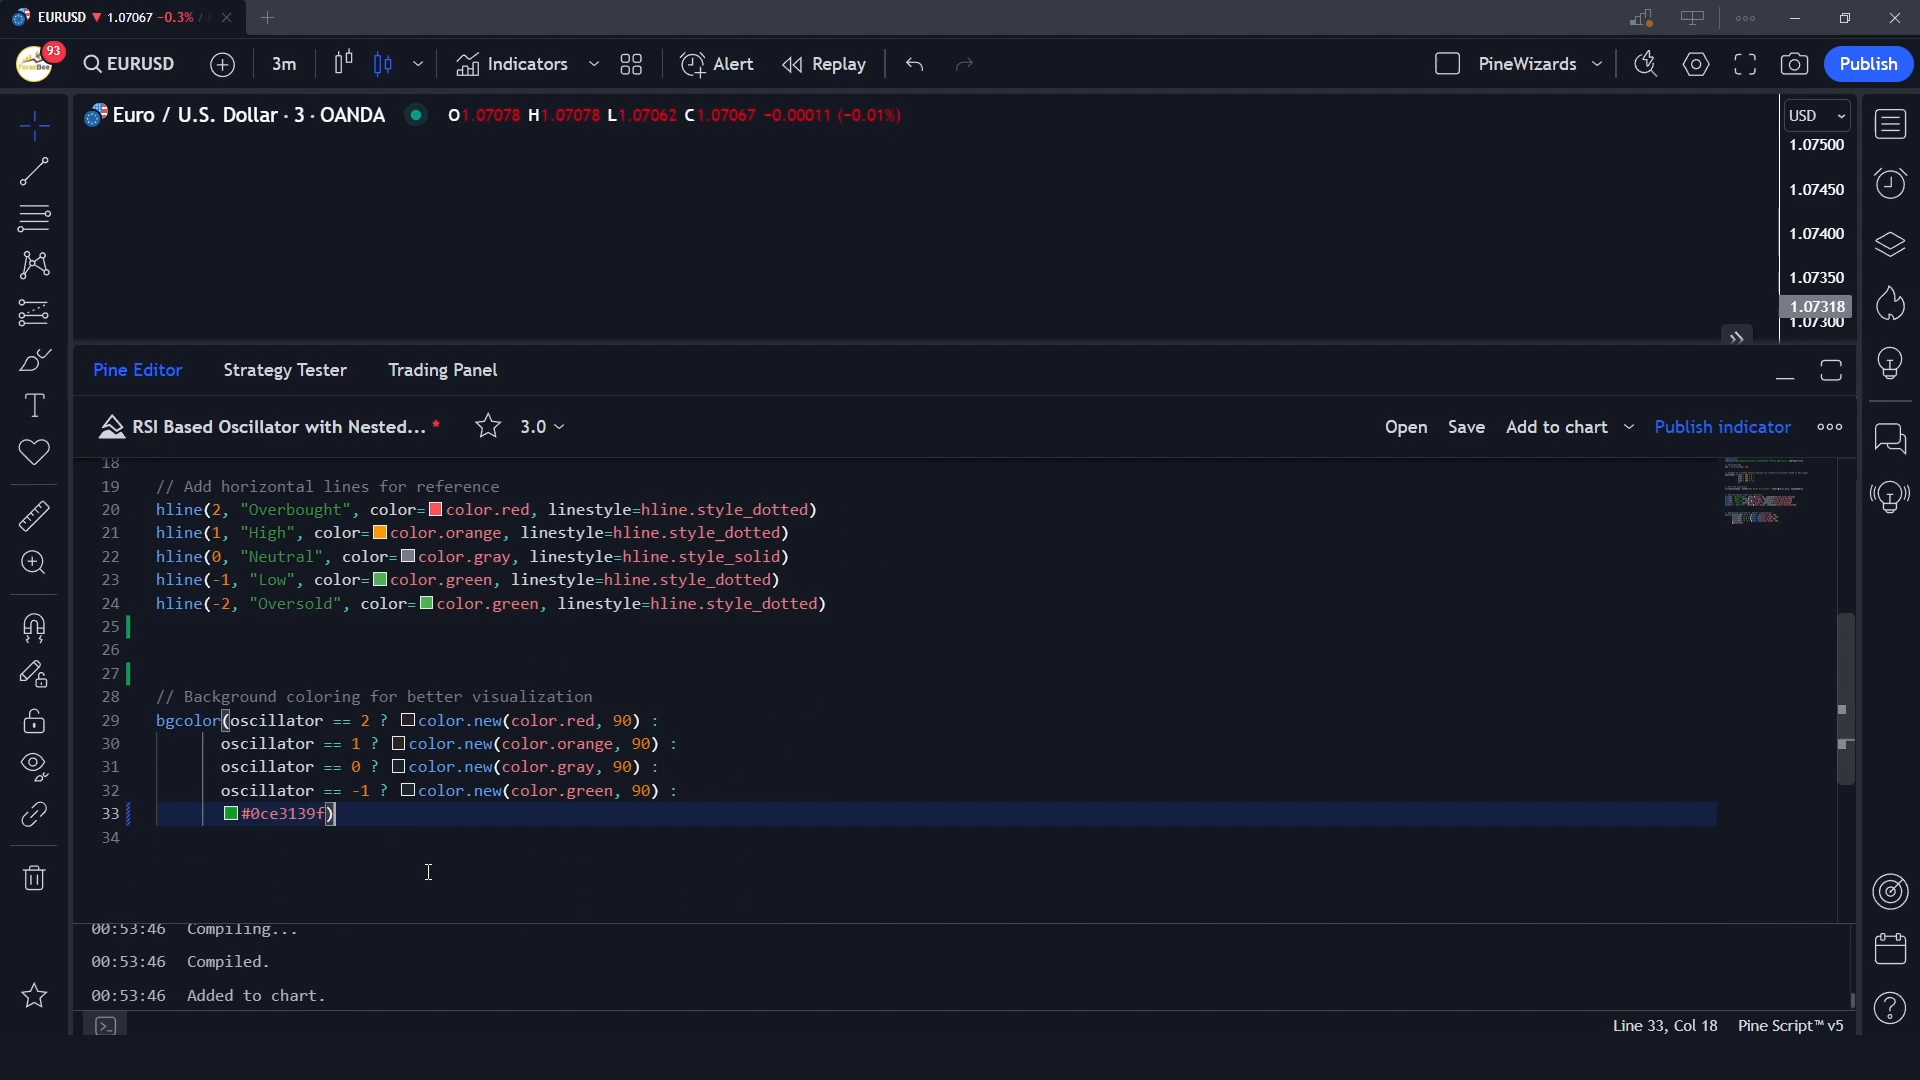 EURUSD ▼ 1.07067 -0.3% /
93
EURUSD 3m Indicators Alert Replay PineWizards Publish
Euro / U.S. Dollar · 3 · OANDA O1.07078 H1.07078 L1.07062 C1.07067 -0.00011 (-0.01%)
USD
1.07500
1.07450
1.07400
1.07350
1.07318
1.07300
Pine Editor Strategy Tester Trading Panel
RSI Based Oscillator with Nested... * 3.0 Open Save Add to chart Publish indicator
18
19 // Add horizontal lines for reference
20 hline(2, "Overbought", color=color.red, linestyle=hline.style_dotted)
21 hline(1, "High", color=color.orange, linestyle=hline.style_dotted)
22 hline(0, "Neutral", color=color.gray, linestyle=hline.style_solid)
23 hline(-1, "Low", color=color.green, linestyle=hline.style_dotted)
24 hline(-2, "Oversold", color=color.green, linestyle=hline.style_dotted)
25
26
27
28 // Background coloring for better visualization
29 bgcolor(oscillator == 2 ? color.new(color.red, 90) :
30 oscillator == 1 ? color.new(color.orange, 90) :
31 oscillator == 0 ? color.new(color.gray, 90) :
32 oscillator == -1 ? color.new(color.green, 90) :
33 #0ce3139f)
34
00:53:46 Compiling...
00:53:46 Compiled.
00:53:46 Added to chart.
Line 33, Col 18 Pine Script™ v5